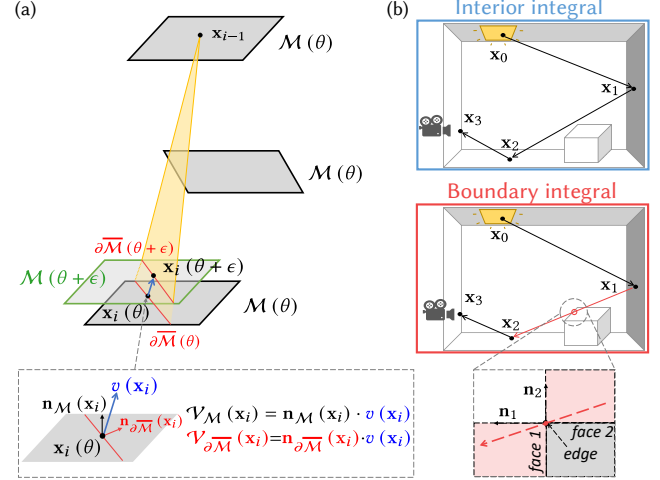 (a)
x_{i−1}
ℳ(θ)
ℳ(θ)
∂ℳ̅(θ + ϵ)
x_i(θ + ϵ)
ℳ(θ + ϵ)
x_i(θ)
ℳ(θ)
∂ℳ̅(θ)
v(x_i)
n_ℳ(x_i)
n_{∂ℳ̅}(x_i)
x_i(θ)
𝒱_ℳ(x_i) = n_ℳ(x_i) · v(x_i)
𝒱_{∂ℳ̅}(x_i)=n_{∂ℳ̅}(x_i)·v(x_i)
(b)
Interior integral
x_0
x_1
x_3
x_2
Boundary integral
x_0
x_1
x_3
x_2
n_2
n_1
face 1
face 2
edge